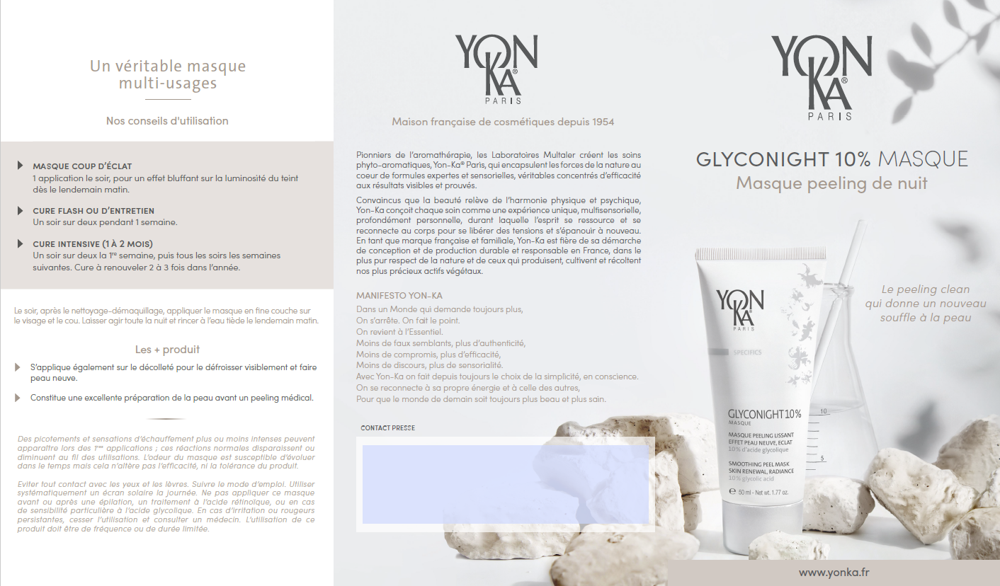 Un véritable masque
multi-usages
Nos conseils d'utilisation
MASQUE COUP D'ÉCLAT
1 application le soir, pour un effet bluffant sur la luminosité du teint
dès le lendemain matin.
CURE FLASH OU D'ENTRETIEN
Un soir sur deux pendant 1 semaine.
CURE INTENSIVE (1 À 2 MOIS)
Un soir sur deux la 1re semaine, puis tous les soirs les semaines
suivantes. Cure à renouveler 2 à 3 fois dans l'année.
Le soir, après le nettoyage-démaquillage, appliquer le masque en fine couche sur
le visage et le cou. Laisser agir toute la nuit et rincer à l'eau tiède le lendemain matin.
Les + produit
S'applique également sur le décolleté pour le défroisser visiblement et faire
peau neuve.
Constitue une excellente préparation de la peau avant un peeling médical.
Des picotements et sensations d'échauffement plus ou moins intenses peuvent
apparaître lors des 1res applications ; ces réactions normales disparaissent ou
diminuent au fil des utilisations. L'odeur du masque est susceptible d'évoluer
dans le temps mais cela n'altère pas l'efficacité, ni la tolérance du produit.
Eviter tout contact avec les yeux et les lèvres. Suivre le mode d'emploi. Utiliser
systématiquement un écran solaire la journée. Ne pas appliquer ce masque
avant ou après une épilation, un traitement à l'acide rétinoïque, ou en cas
de sensibilité particulière à l'acide glycolique. En cas d'irritation ou rougeurs
persistantes, cesser l'utilisation et consulter un médecin. L'utilisation de ce
produit doit être de fréquence ou de durée limitée.
YON
KA®
PARIS
Maison française de cosmétiques depuis 1954
Pionniers de l'aromathérapie, les Laboratoires Multaler créent les soins
phyto-aromatiques, Yon-Ka® Paris, qui encapsulent les forces de la nature au
coeur de formules expertes et sensorielles, véritables concentrés d'efficacité
aux résultats visibles et prouvés.
Convaincus que la beauté relève de l'harmonie physique et psychique,
Yon-Ka conçoit chaque soin comme une expérience unique, multisensorielle,
profondément personnelle, durant laquelle l'esprit se ressource et se
reconnecte au corps pour se libérer des tensions et s'épanouir à nouveau.
En tant que marque française et familiale, Yon-Ka est fière de sa démarche
de conception et de production durable et responsable en France, dans le
plus pur respect de la nature et de ceux qui produisent, cultivent et récoltent
nos plus précieux actifs végétaux.
MANIFESTO YON-KA
Dans un Monde qui demande toujours plus,
On s'arrête. On fait le point.
On revient à l'Essentiel.
Moins de faux semblants, plus d'authenticité,
Moins de compromis, plus d'efficacité,
Moins de discours, plus de sensorialité.
Avec Yon-Ka on fait depuis toujours le choix de la simplicité, en conscience.
On se reconnecte à sa propre énergie et à celle des autres,
Pour que le monde de demain soit toujours plus beau et plus sain.
CONTACT PRESSE
YON
KA®
PARIS
GLYCONIGHT 10% MASQUE
Masque peeling de nuit
Le peeling clean
qui donne un nouveau
souffle à la peau
YON
KA
PARIS
SPECIFICS
GLYCONIGHT 10%
MASQUE
MASQUE PEELING LISSANT
EFFET PEAU NEUVE, ECLAT
10% d'acide glycolique
SMOOTHING PEEL MASK
SKIN RENEWAL, RADIANCE
10% glycolic acid
℮ 50 ml - Net wt. 1.77 oz.
10
5
www.yonka.fr